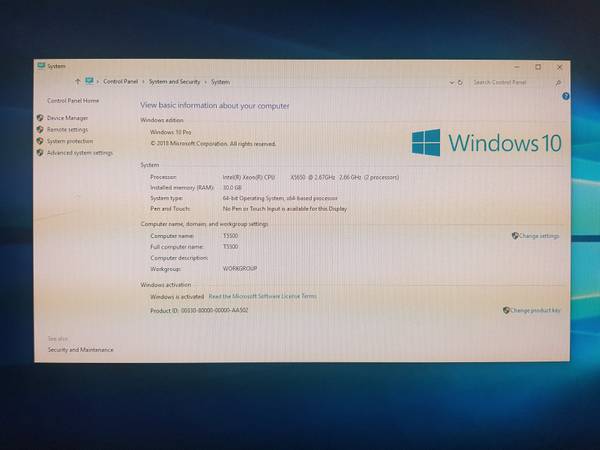 System
Control Panel > System and Security > System
Search Control Panel
Control Panel Home
Device Manager
Remote settings
System protection
Advanced system settings
View basic information about your computer
Windows edition
Windows 10 Pro
© 2018 Microsoft Corporation. All rights reserved.
Windows 10
System
Processor: Intel(R) Xeon(R) CPU X5650 @ 2.67GHz 2.66 GHz (2 processors)
Installed memory (RAM): 30.0 GB
System type: 64-bit Operating System, x64-based processor
Pen and Touch: No Pen or Touch Input is available for this Display
Computer name, domain, and workgroup settings
Computer name: T5500
Change settings
Full computer name: T5500
Computer description:
Workgroup: WORKGROUP
Windows activation
Windows is activated Read the Microsoft Software License Terms
Product ID: 00330-80000-00000-AA502
Change product key
See also
Security and Maintenance